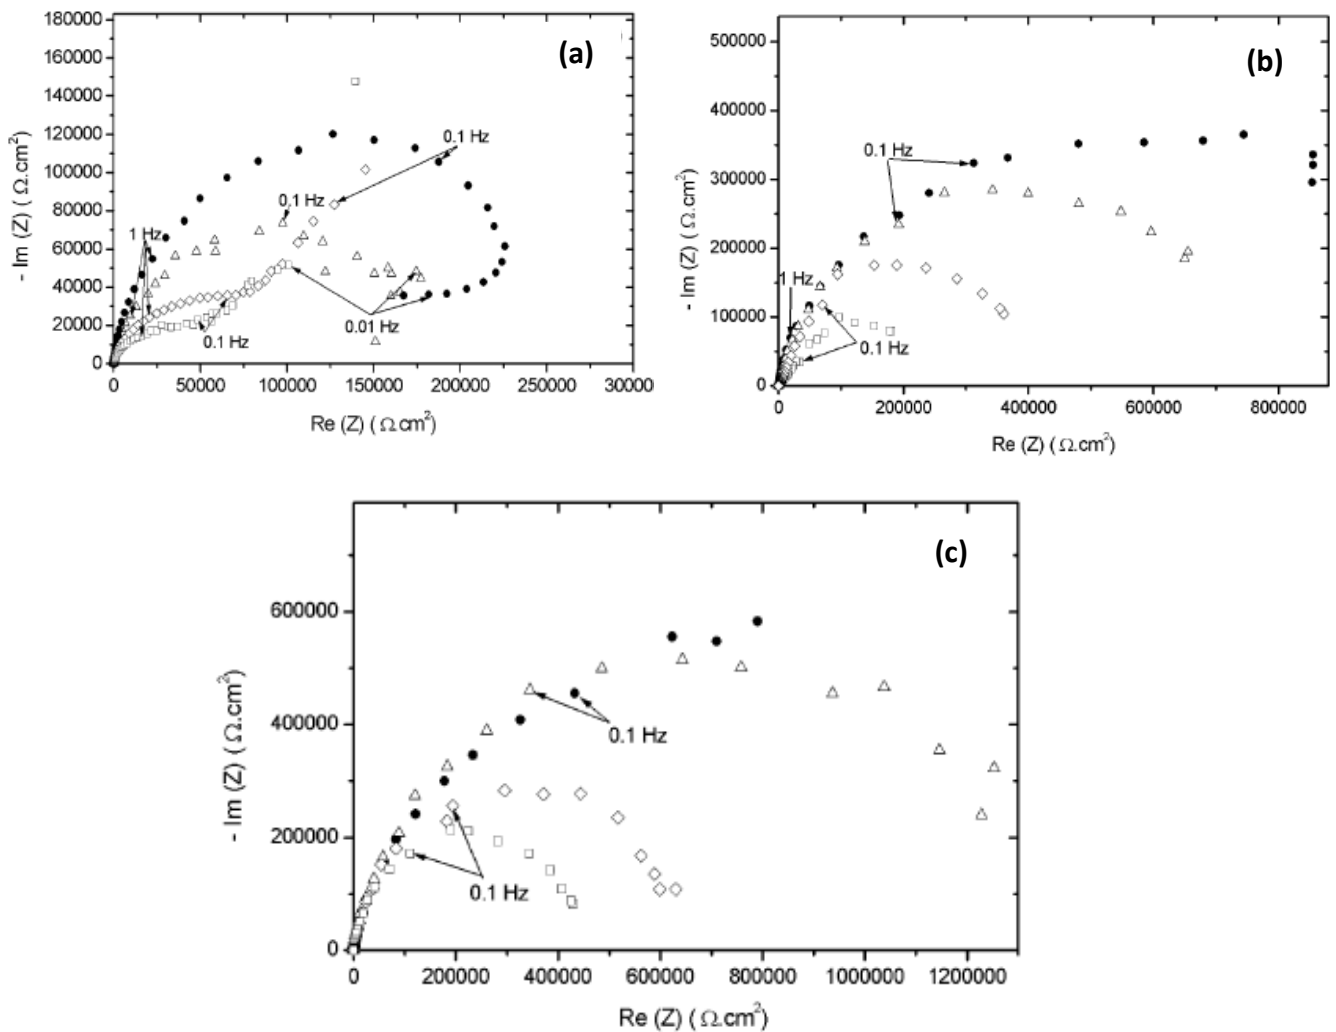 (a)
- Im (Z) ( Ω.cm²)
180000
160000
140000
120000
100000
80000
60000
40000
20000
0
0.1 Hz
0.1 Hz
1 Hz
0.1 Hz
0.01 Hz
0 50000 100000 150000 200000 250000 300000
Re (Z) ( Ω.cm²)
(b)
- Im (Z) ( Ω.cm²)
500000
400000
300000
200000
100000
0
0.1 Hz
1 Hz
0.1 Hz
0 200000 400000 600000 800000
Re (Z) ( Ω.cm²)
(c)
- Im (Z) ( Ω.cm²)
600000
400000
200000
0
0.1 Hz
0.1 Hz
0 200000 400000 600000 800000 1000000 1200000
Re (Z) ( Ω.cm²)